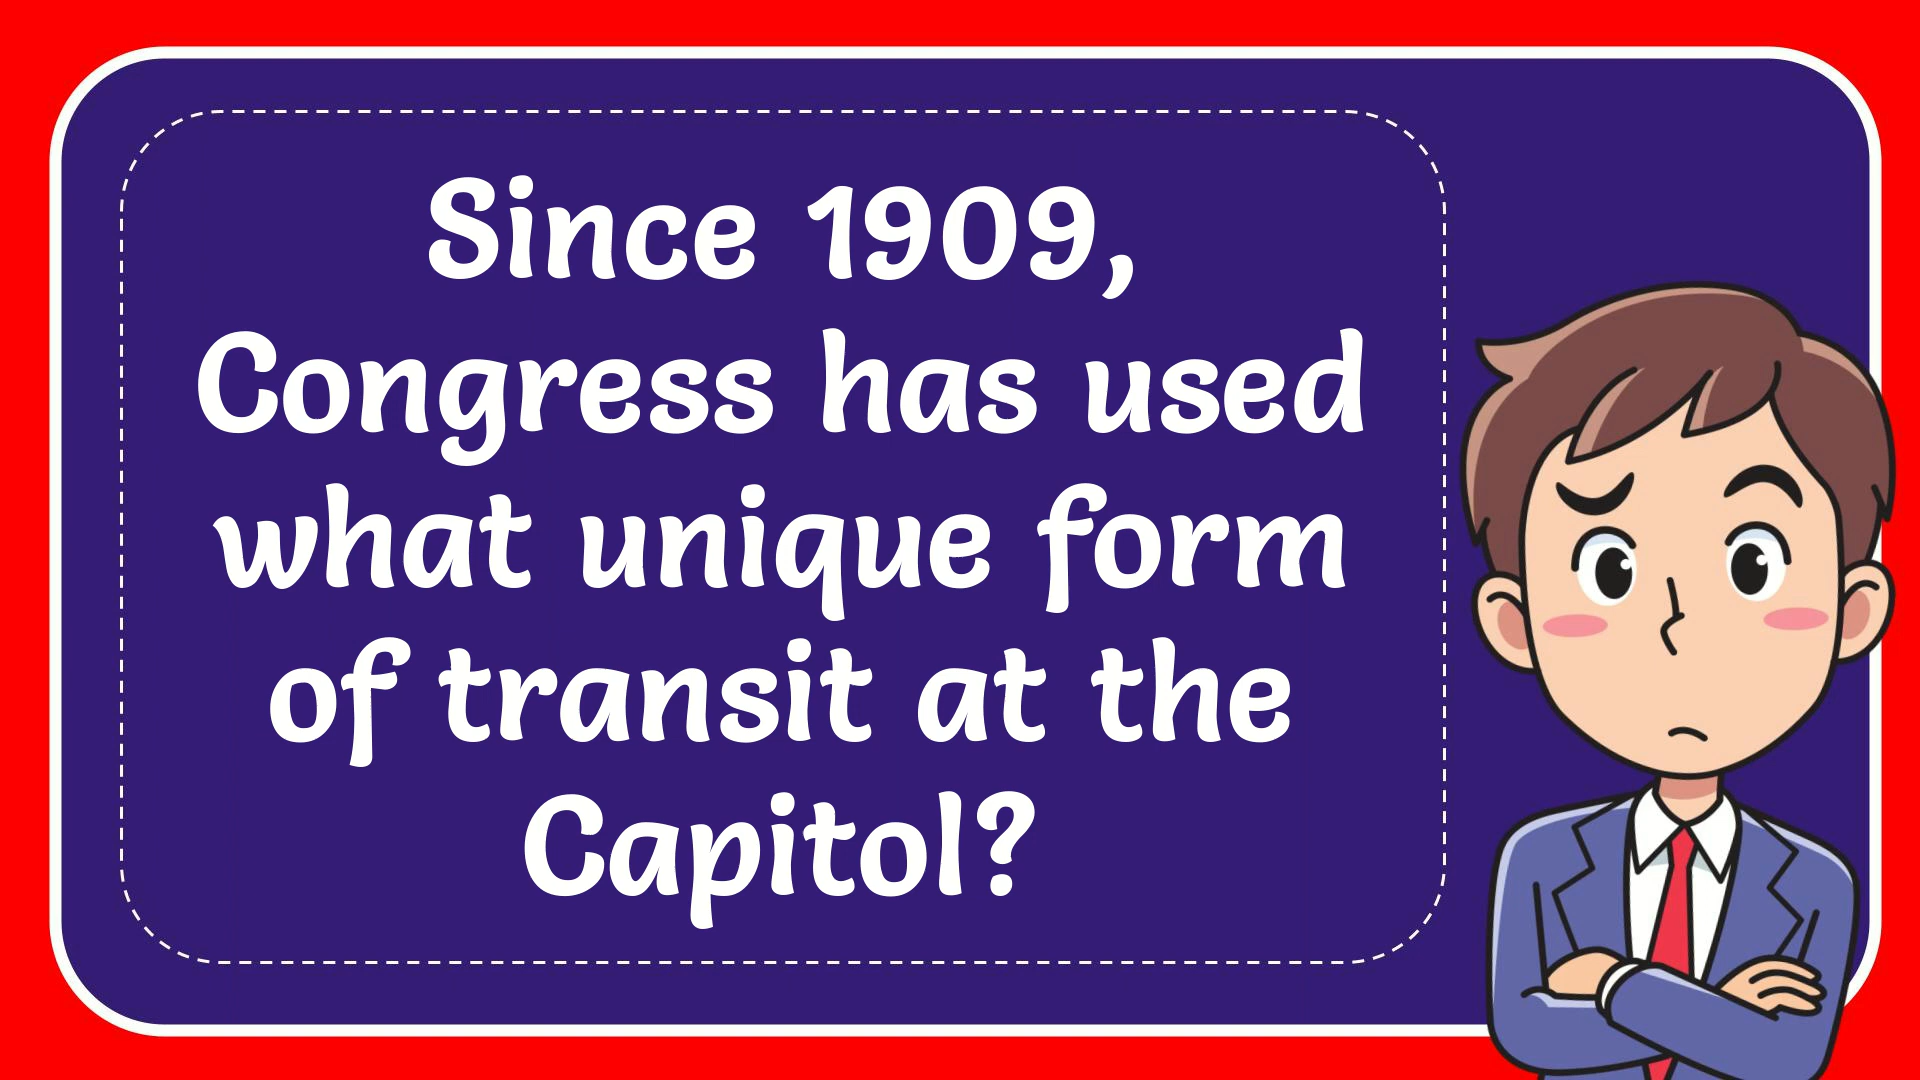 Since 1909,
Congress has used
what unique form
of transit at the
Capitol?